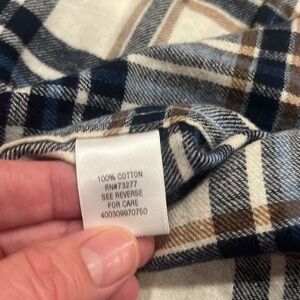 100% COTTON
RN#73277
SEE REVERSE
FOR CARE
400309970750